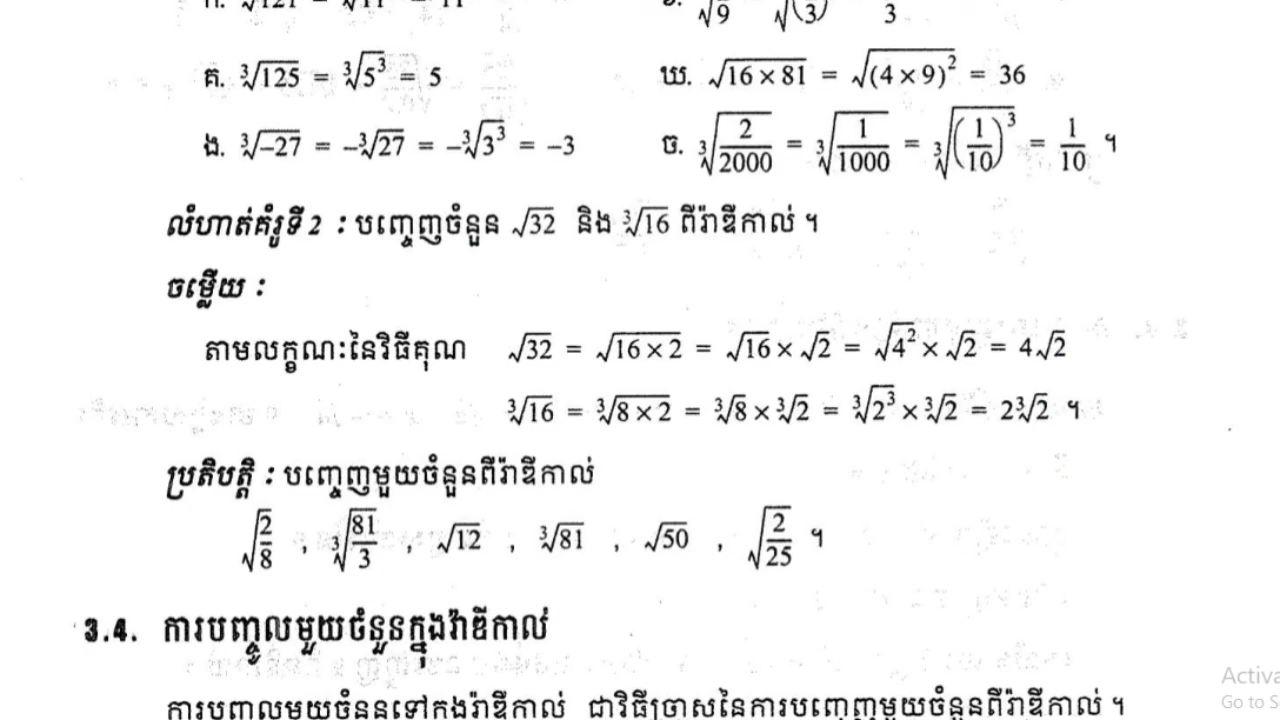 គ. ∛125 = ∛5³ = 5 ឃ. √16 × 81 = √(4 × 9)² = 36
ង. ∛-27 = -∛27 = -∛3³ = -3 ច. ∛(2/2000) = ∛(1/1000) = ∛(1/10)³ = 1/10 ។
លំហាត់គំរូទី 2 : បញ្ចេញចំនួន √32 និង ∛16 ពីរ៉ាឌីកាល់ ។
ចម្លើយ :
តាមលក្ខណៈនៃវិធីគុណ √32 = √16 × 2 = √16 × √2 = √4² × √2 = 4√2
∛16 = ∛8 × 2 = ∛8 × ∛2 = ∛2³ × ∛2 = 2∛2 ។
ប្រតិបត្តិ : បញ្ចេញមួយចំនួនពីរ៉ាឌីកាល់
√(2/8) , ∛(81/3) , √12 , ∛81 , √50 , √(2/25) ។
3.4. ការបញ្ចូលមួយចំនួនក្នុងរ៉ាឌីកាល់
ការបញ្ចូលមួយចំនួនទៅក្នុងរ៉ាឌីកាល់ ជាវិធីច្រាសនៃការបញ្ចេញមួយចំនួនពីរ៉ាឌីកាល់ ។
Activa
Go to S